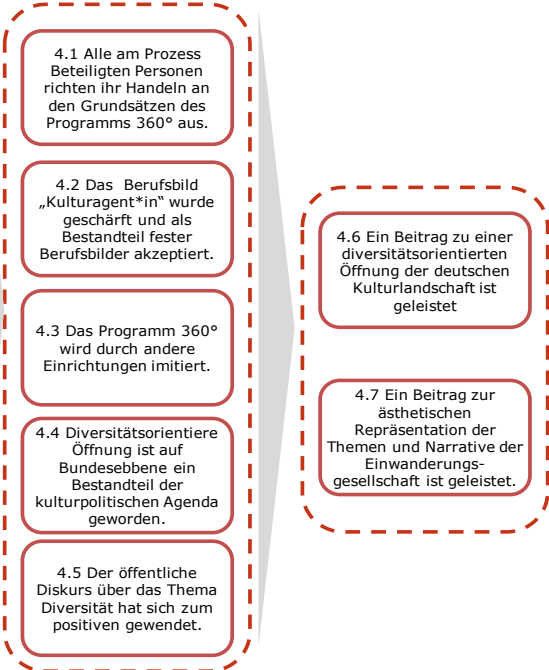 4.1 Alle am Prozess
Beteiligten Personen
richten ihr Handeln an
den Grundsätzen des
Programms 360° aus.
4.2 Das Berufsbild
„Kulturagent*in“ wurde
geschärft und als
Bestandteil fester
Berufsbilder akzeptiert.
4.3 Das Programm 360°
wird durch andere
Einrichtungen imitiert.
4.4 Diversitätsorientiere
Öffnung ist auf
Bundesebbene ein
Bestandteil der
kulturpolitischen Agenda
geworden.
4.5 Der öffentliche
Diskurs über das Thema
Diversität hat sich zum
positiven gewendet.
4.6 Ein Beitrag zu einer
diversitätsorientierten
Öffnung der deutschen
Kulturlandschaft ist
geleistet
4.7 Ein Beitrag zur
ästhetischen
Repräsentation der
Themen und Narrative der
Einwanderungs-
gesellschaft ist geleistet.